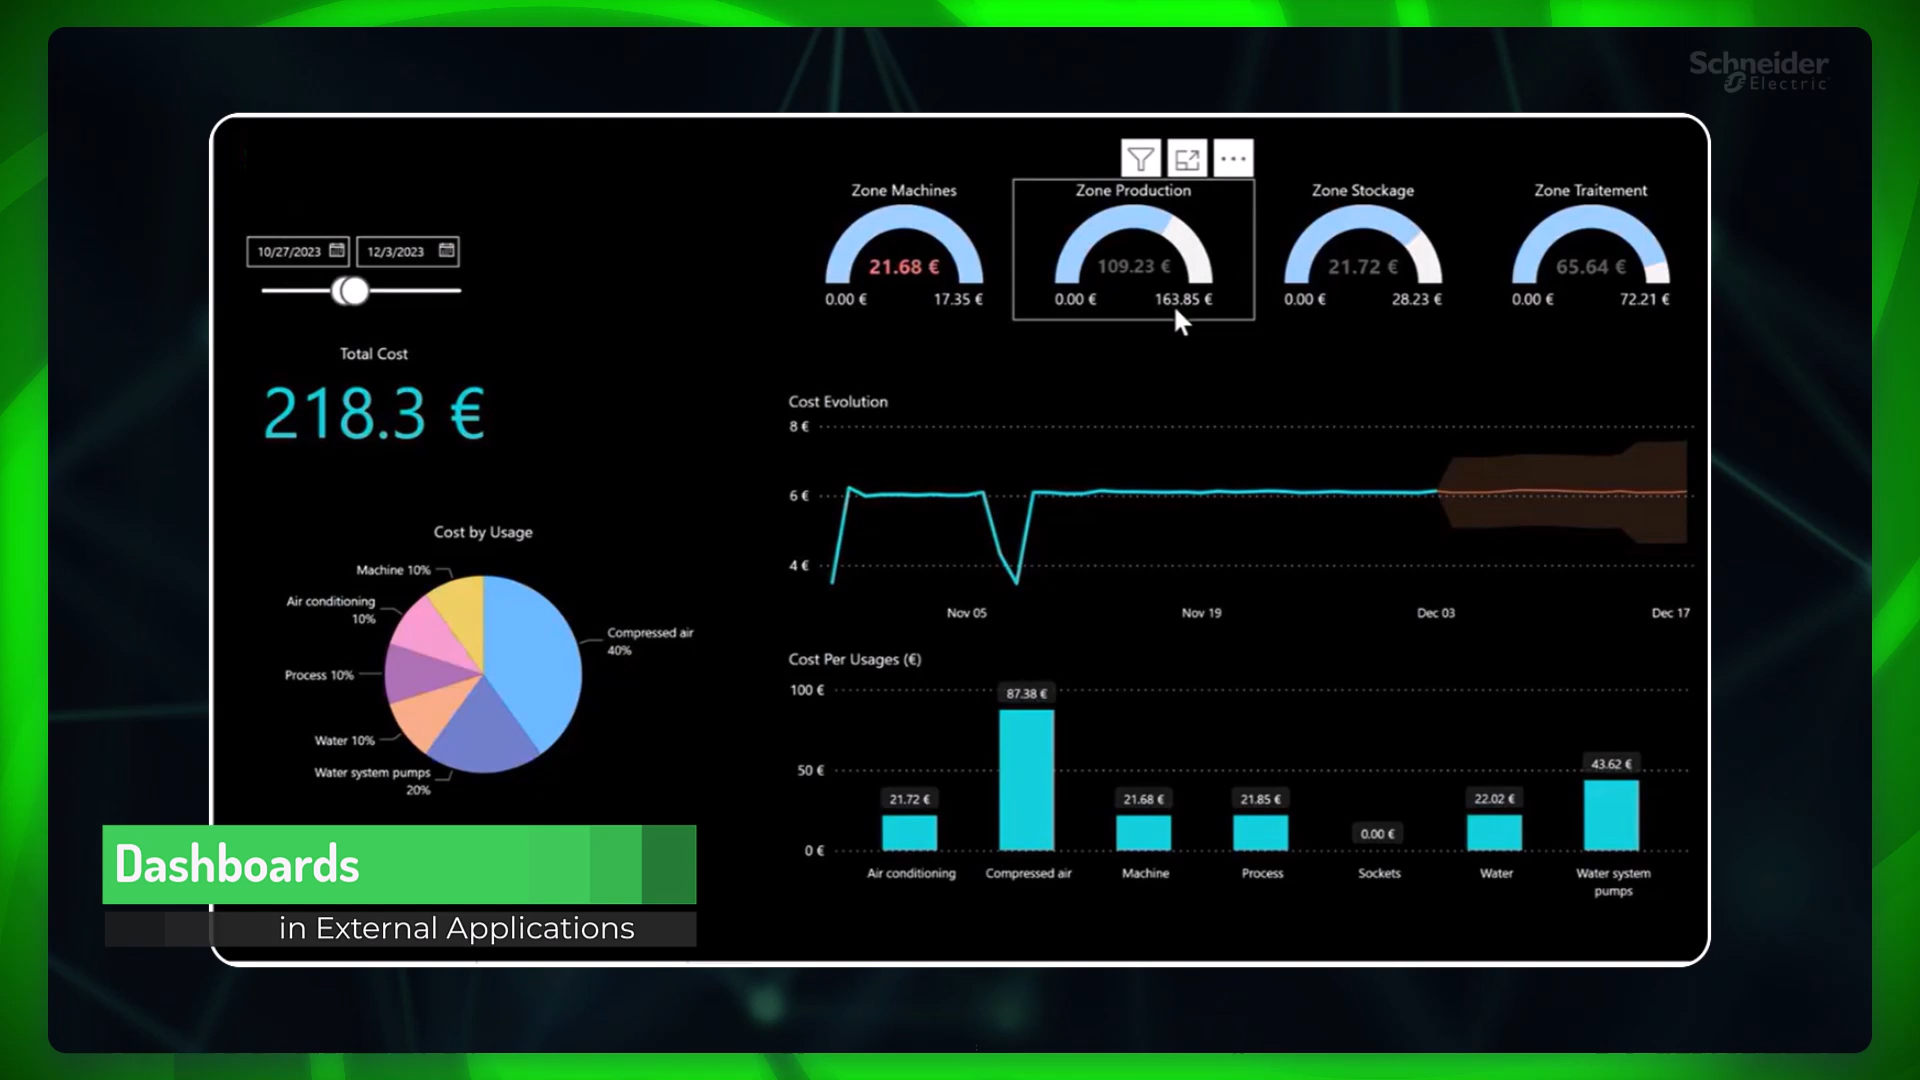 Schneider
Electric
Zone Machines
21.68 €
0.00 €
17.35 €
Zone Production
109.23 €
0.00 €
163.85 €
Zone Stockage
21.72 €
0.00 €
28.23 €
Zone Traitement
65.64 €
0.00 €
72.21 €
10/27/2023
12/3/2023
Total Cost
218.3 €
Cost Evolution
8 €
6 €
4 €
Nov 05
Nov 19
Dec 03
Dec 17
Cost by Usage
Machine 10%
Air conditioning
10%
Process 10%
Water 10%
Water system pumps
20%
Compressed air
40%
Cost Per Usages (€)
100 €
50 €
0 €
21.72 €
87.38 €
21.68 €
21.85 €
0.00 €
22.02 €
43.62 €
Air conditioning
Compressed air
Machine
Process
Sockets
Water
Water system
pumps
Dashboards
in External Applications